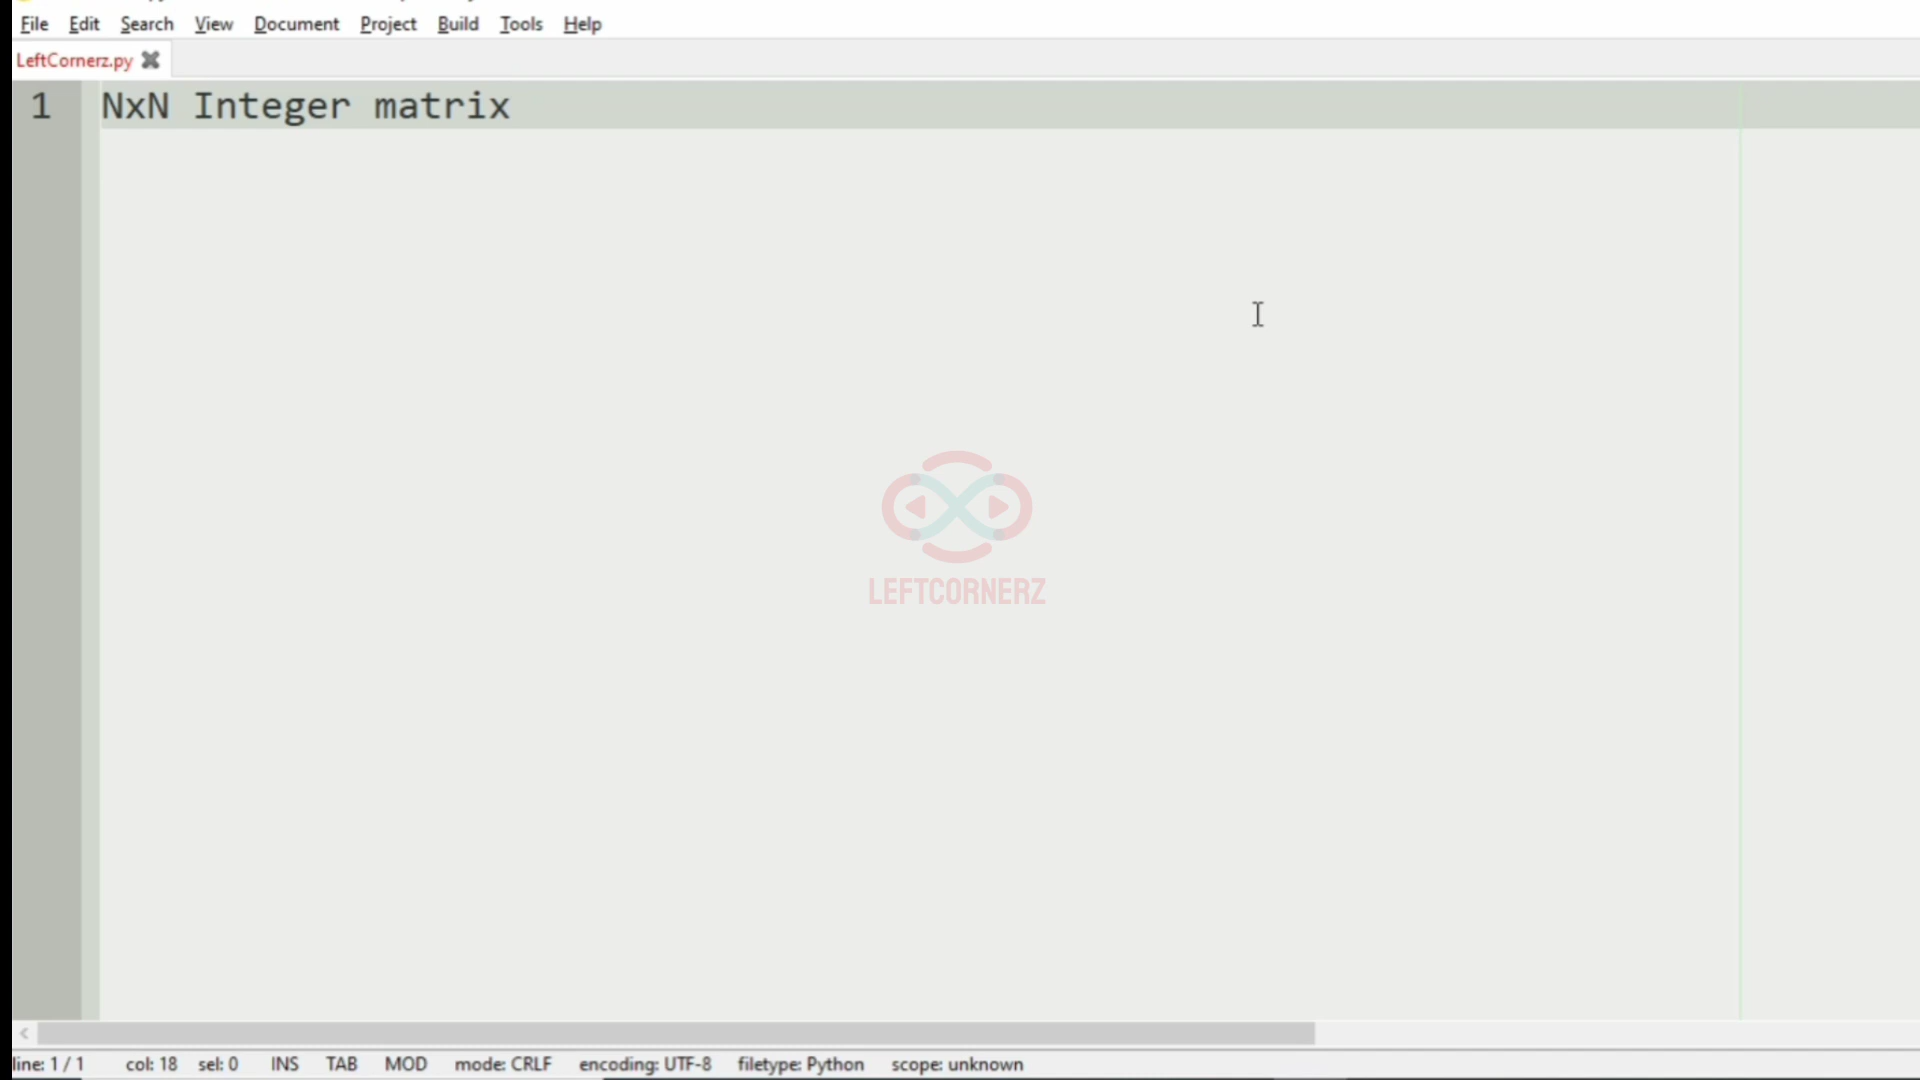 File Edit Search View Document Project Build Tools Help
LeftCornerz.py
1 NxN Integer matrix
LEFTCORNERZ
line: 1 / 1 col: 18 sel: 0 INS TAB MOD mode: CRLF encoding: UTF-8 filetype: Python scope: unknown